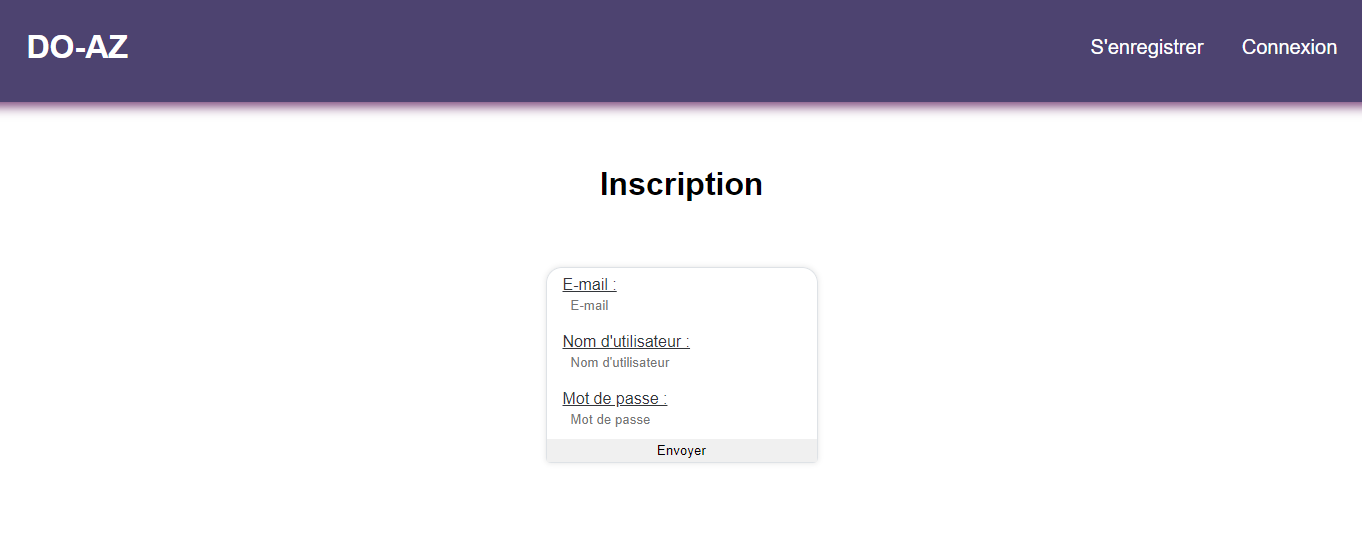 DO-AZ
S'enregistrer
Connexion
Inscription
E-mail :
E-mail
Nom d'utilisateur :
Nom d'utilisateur
Mot de passe :
Mot de passe
Envoyer